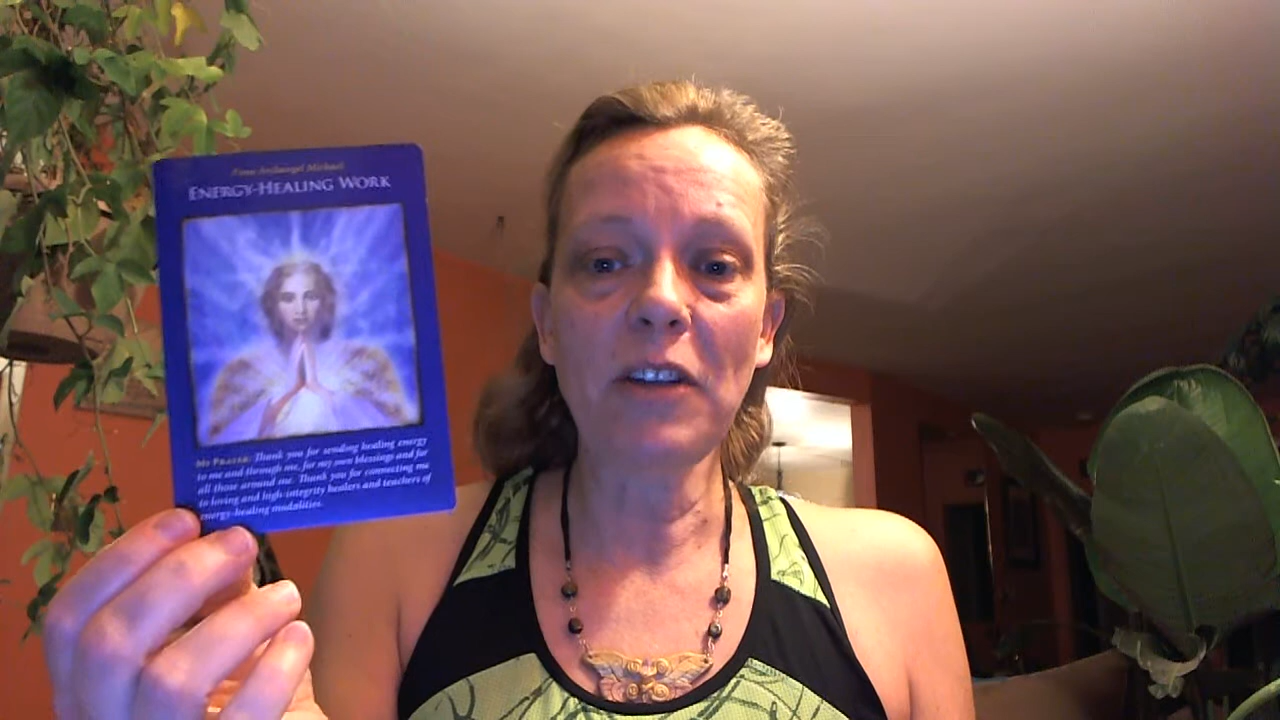 From Archangel Michael
ENERGY-HEALING WORK
MY PRAYER: Thank you for sending healing energy
to me and through me, for my own blessings and for
all those around me. Thank you for connecting me
to loving and high-integrity healers and teachers of
energy-healing modalities.